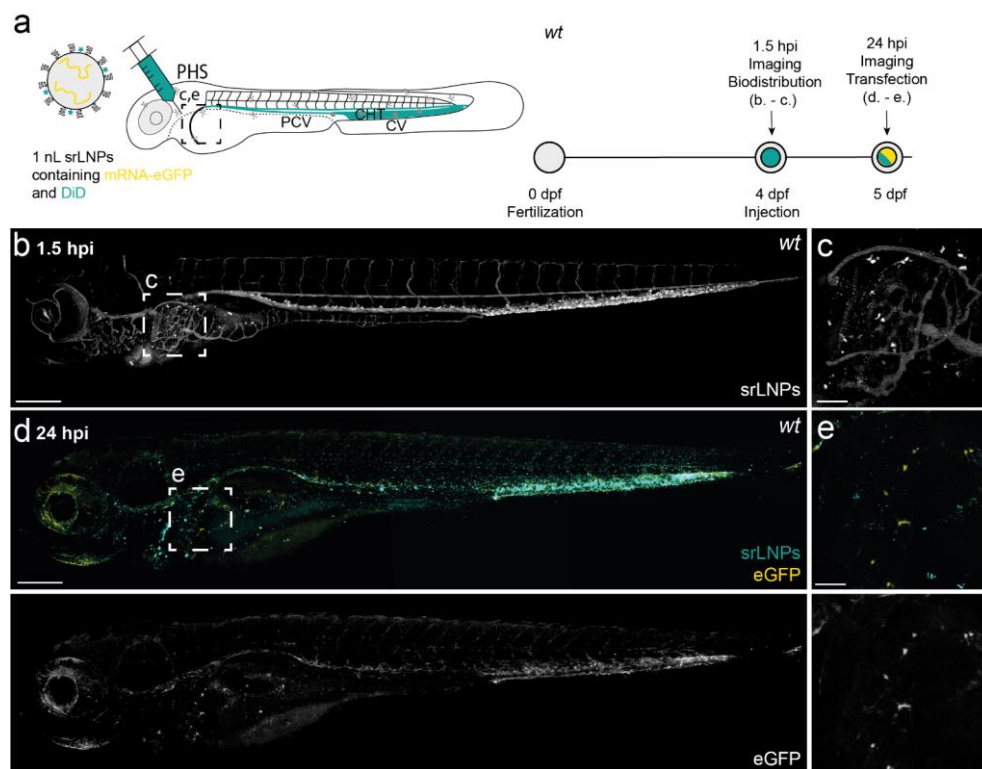 a
wt
PHS
c,e
CHT
PCV
CV
1 nL srLNPs
containing mRNA-eGFP
and DiD
1.5 hpi
Imaging
Biodistribution
(b. - c.)
24 hpi
Imaging
Transfection
(d. - e.)
0 dpf
Fertilization
4 dpf
Injection
5 dpf
b 1.5 hpi
wt
c
srLNPs
c
d 24 hpi
wt
e
srLNPs
eGFP
e
eGFP